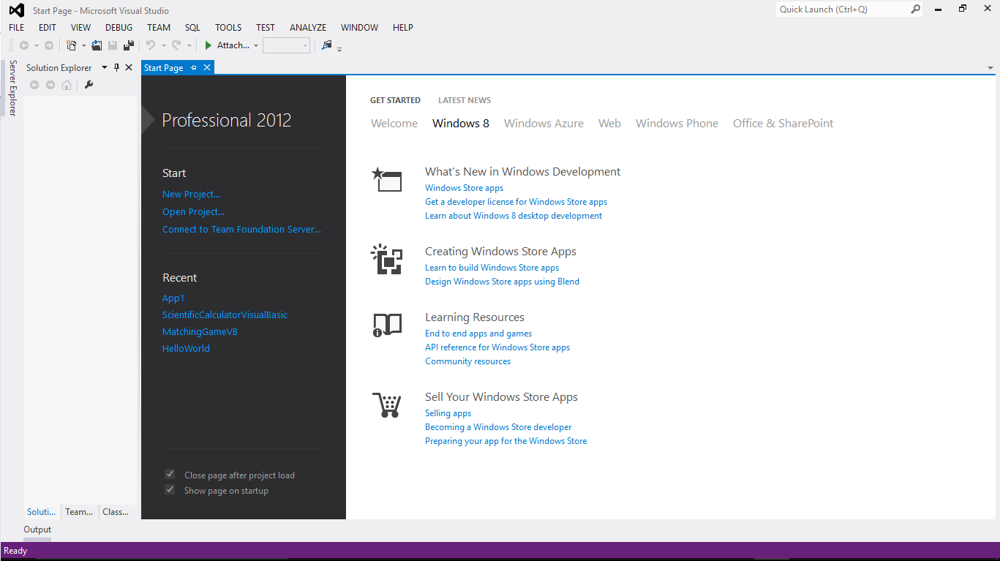 Start Page - Microsoft Visual Studio
Quick Launch (Ctrl+Q)
FILE EDIT VIEW DEBUG TEAM SQL TOOLS TEST ANALYZE WINDOW HELP
Attach...
Server Explorer
Solution Explorer
Start Page
Professional 2012
Start
New Project...
Open Project...
Connect to Team Foundation Server...
Recent
App1
ScientificCalculatorVisualBasic
MatchingGameVB
HelloWorld
Close page after project load
Show page on startup
GET STARTED LATEST NEWS
Welcome Windows 8 Windows Azure Web Windows Phone Office & SharePoint
What's New in Windows Development
Windows Store apps
Get a developer license for Windows Store apps
Learn about Windows 8 desktop development
Creating Windows Store Apps
Learn to build Windows Store apps
Design Windows Store apps using Blend
Learning Resources
End to end apps and games
API reference for Windows Store apps
Community resources
Sell Your Windows Store Apps
Selling apps
Becoming a Windows Store developer
Preparing your app for the Windows Store
Soluti... Team... Class...
Output
Ready